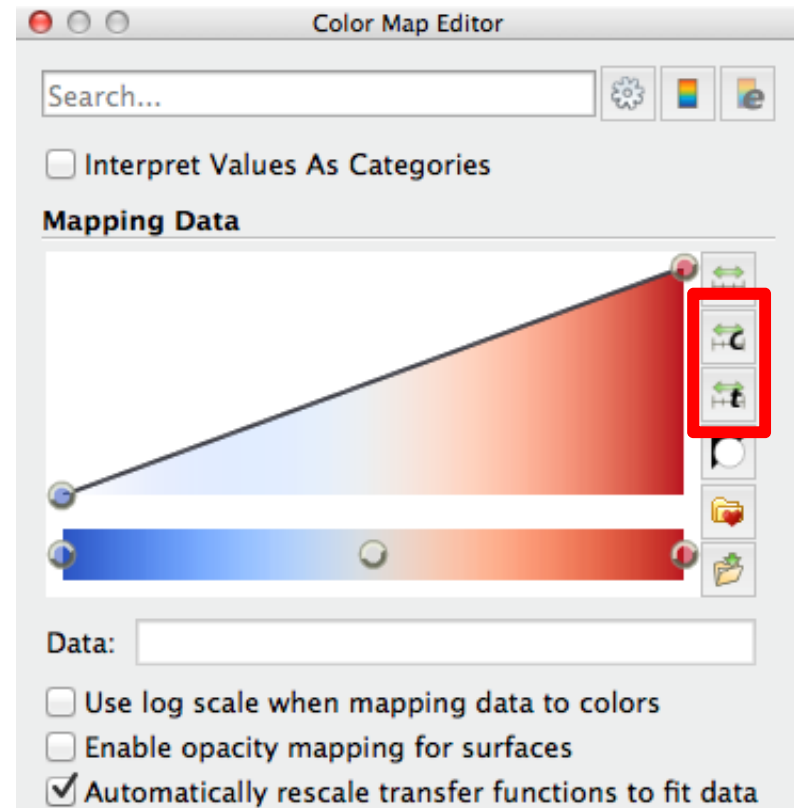 Color Map Editor
Search...
e
Interpret Values As Categories
Mapping Data
C
t
Data:
Use log scale when mapping data to colors
Enable opacity mapping for surfaces
Automatically rescale transfer functions to fit data